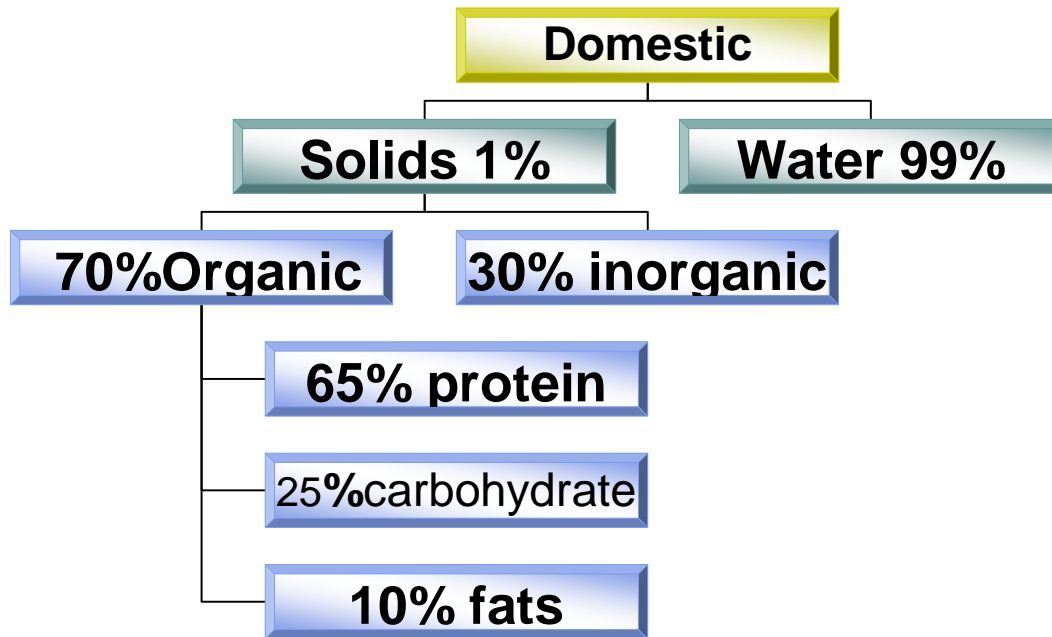 Domestic
Solids 1%
Water 99%
70%Organic
30% inorganic
65% protein
25%carbohydrate
10% fats